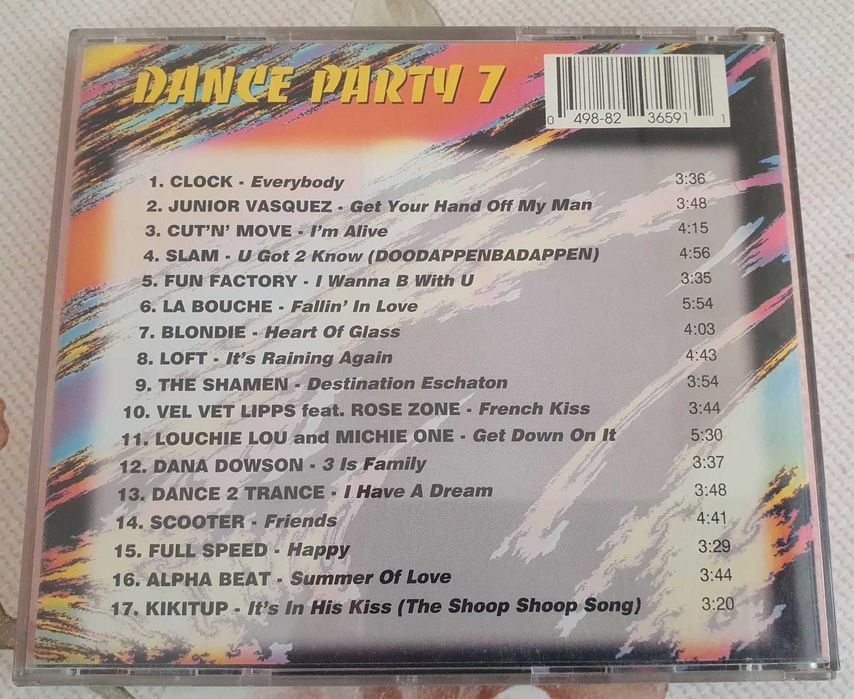 DANCE PARTY 7
0 498-82 36591 1
1. CLOCK - Everybody 3:36
2. JUNIOR VASQUEZ - Get Your Hand Off My Man 3:48
3. CUT'N' MOVE - I'm Alive 4:15
4. SLAM - U Got 2 Know (DOODAPPENBADAPPEN) 4:56
5. FUN FACTORY - I Wanna B With U 3:35
6. LA BOUCHE - Fallin' In Love 5:54
7. BLONDIE - Heart Of Glass 4:03
8. LOFT - It's Raining Again 4:43
9. THE SHAMEN - Destination Eschaton 3:54
10. VEL VET LIPPS feat. ROSE ZONE - French Kiss 3:44
11. LOUCHIE LOU and MICHIE ONE - Get Down On It 5:30
12. DANA DOWSON - 3 Is Family 3:37
13. DANCE 2 TRANCE - I Have A Dream 3:48
14. SCOOTER - Friends 4:41
15. FULL SPEED - Happy 3:29
16. ALPHA BEAT - Summer Of Love 3:44
17. KIKITUP - It's In His Kiss (The Shoop Shoop Song) 3:20